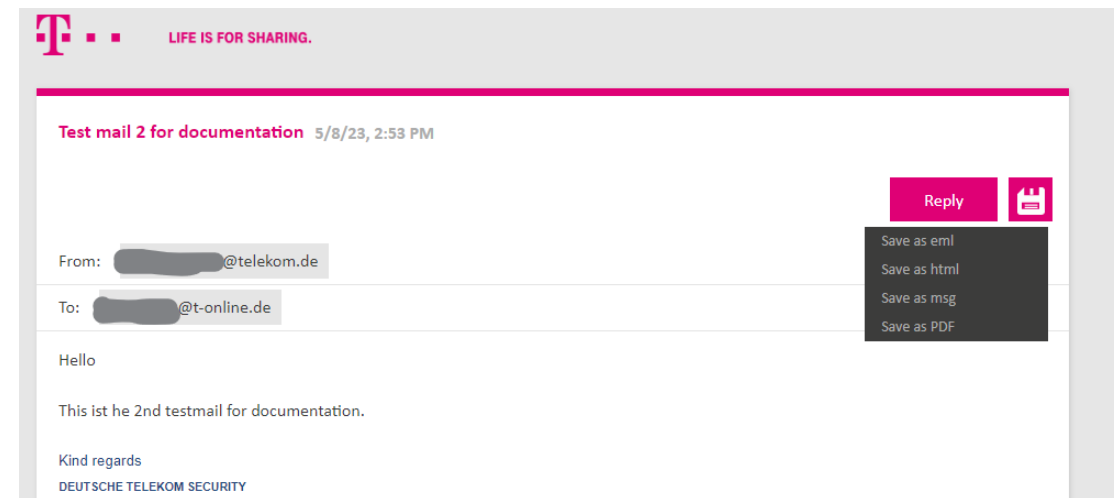 T
LIFE IS FOR SHARING.
Test mail 2 for documentation 5/8/23, 2:53 PM
Reply
Save as eml
Save as html
Save as msg
Save as PDF
From: @telekom.de
To: @t-online.de
Hello
This ist he 2nd testmail for documentation.
Kind regards
DEUTSCHE TELEKOM SECURITY